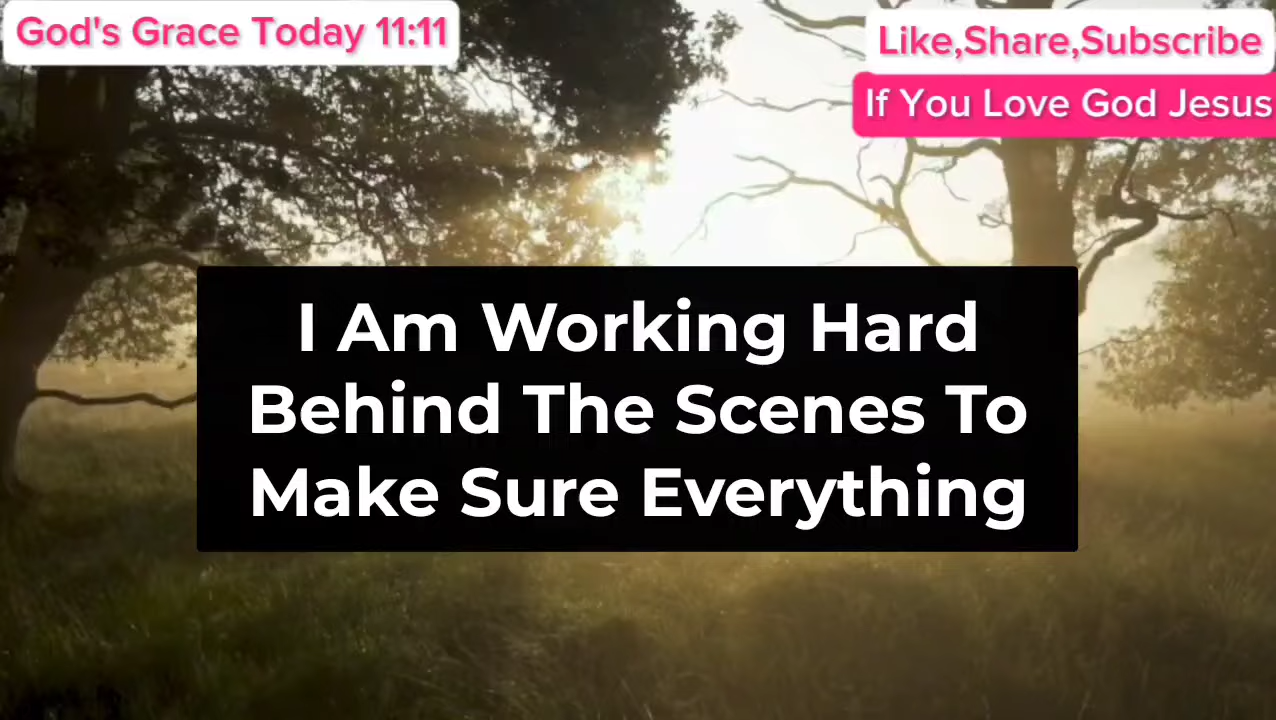 God's Grace Today 11:11
Like,Share,Subscribe
If You Love God Jesus
I Am Working Hard
Behind The Scenes To
Make Sure Everything